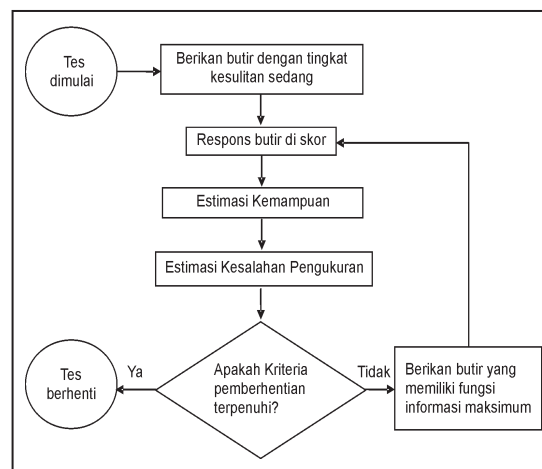 Tes
dimulai
Berikan butir dengan tingkat
kesulitan sedang
Respons butir di skor
Estimasi Kemampuan
Estimasi Kesalahan Pengukuran
Apakah Kriteria
pemberhentian
terpenuhi?
Ya
Tes
berhenti
Tidak
Berikan butir yang
memiliki fungsi
informasi maksimum